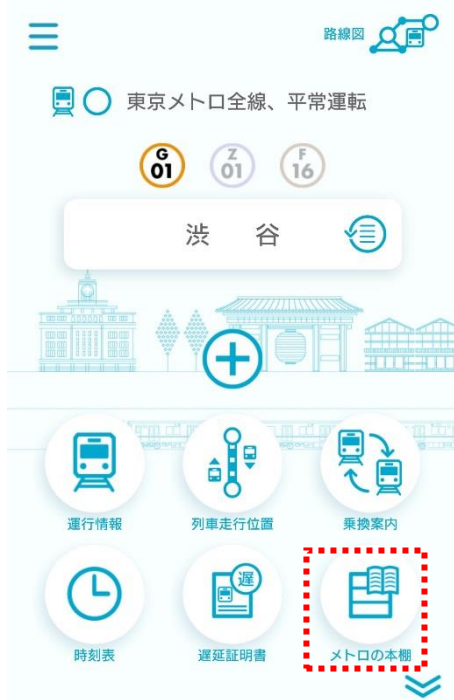 路線図
東京メトロ全線、平常運転
G Z F
01 01 16
渋 谷
運行情報 列車走行位置 乗換案内
遅
時刻表 遅延証明書 メトロの本棚